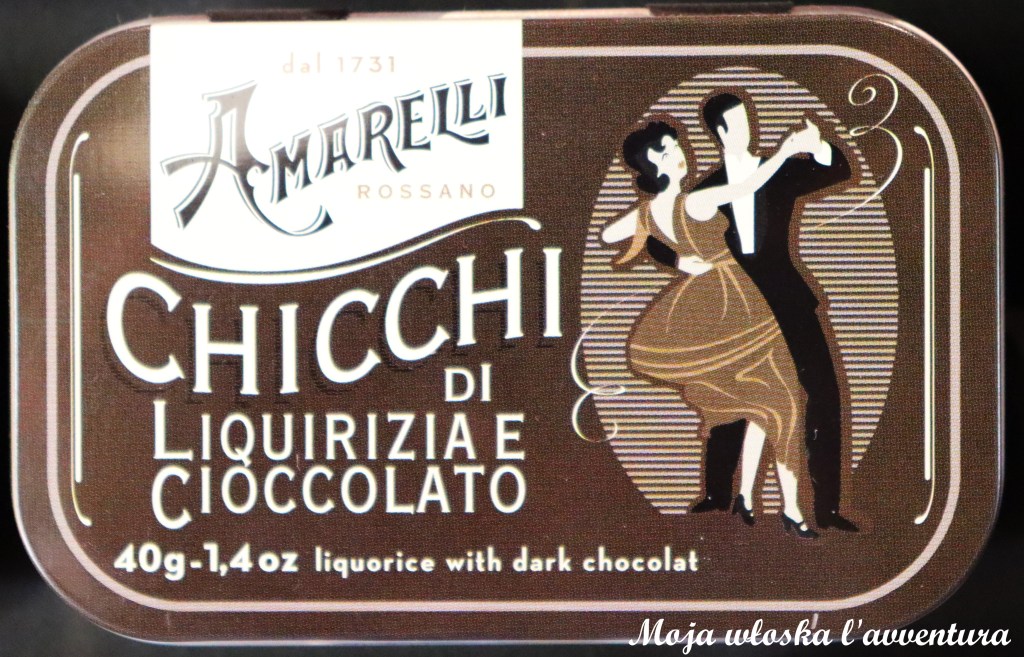 dal 1731
AMARELLI
ROSSANO
CHICCHI
DI
LIQUIRIZIA E
CIOCCOLATO
40g-1,4oz liquorice with dark chocolat
Moja włoska l'avventura